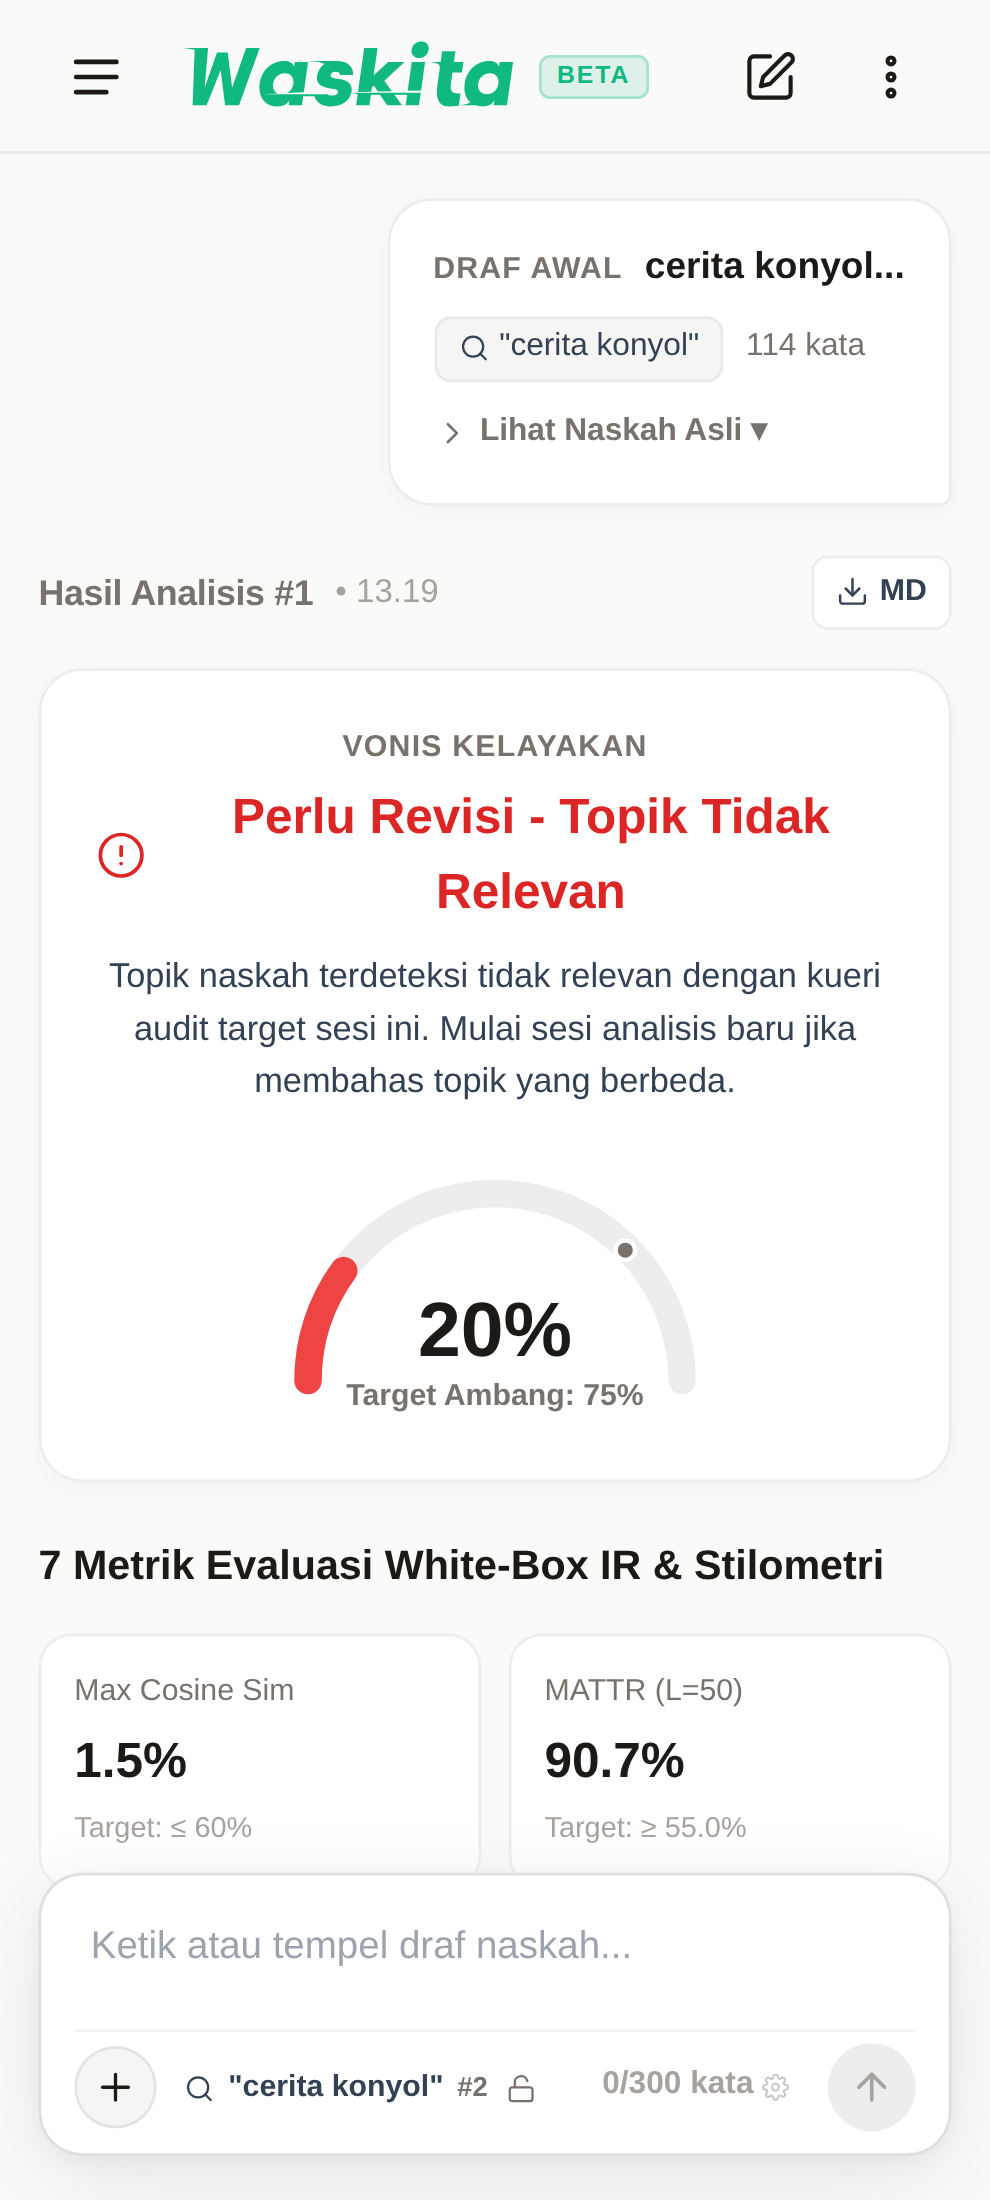 Waskita BETA
DRAF AWAL cerita konyol...
"cerita konyol" 114 kata
Lihat Naskah Asli ▼
Hasil Analisis #1 • 13.19
MD
VONIS KELAYAKAN
Perlu Revisi - Topik Tidak
Relevan
Topik naskah terdeteksi tidak relevan dengan kueri
audit target sesi ini. Mulai sesi analisis baru jika
membahas topik yang berbeda.
20%
Target Ambang: 75%
7 Metrik Evaluasi White-Box IR & Stilometri
Max Cosine Sim
1.5%
Target: ≤ 60%
MATTR (L=50)
90.7%
Target: ≥ 55.0%
Ketik atau tempel draf naskah...
"cerita konyol" #2 0/300 kata